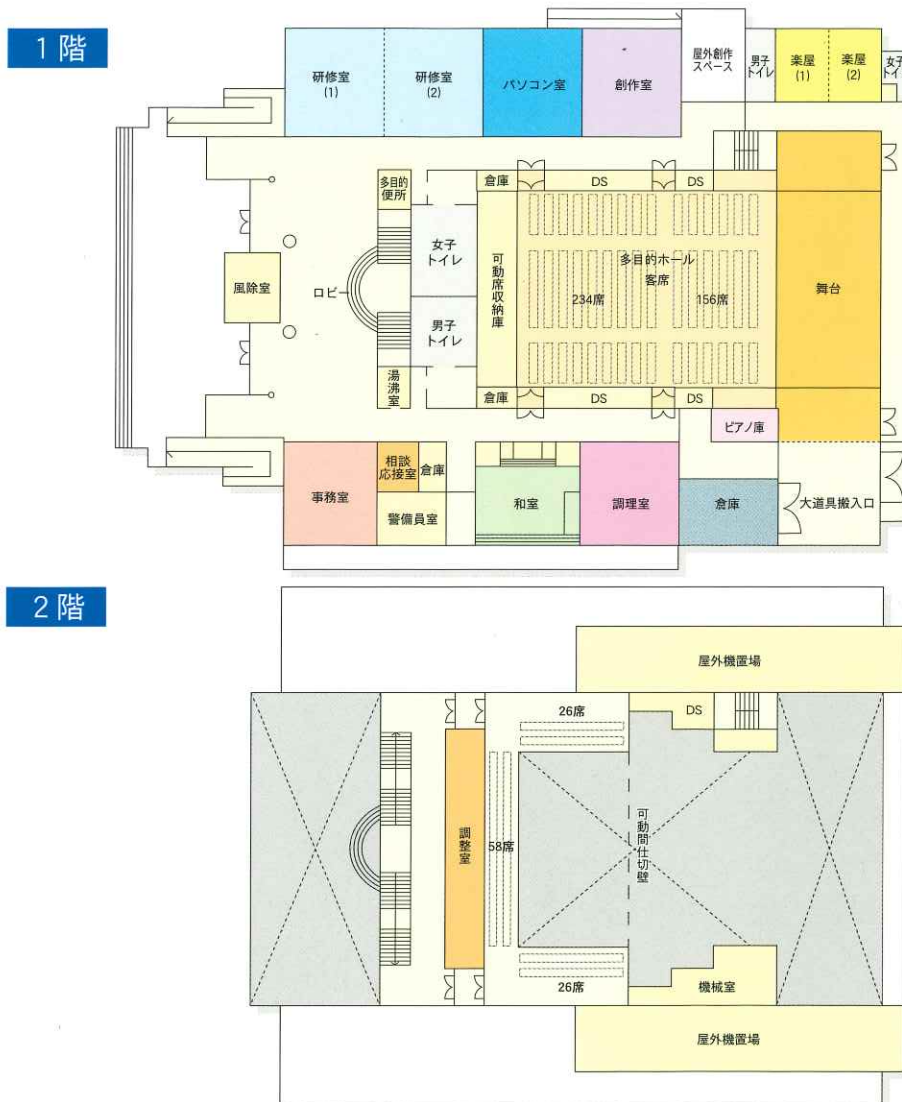 1階
研修室
(1)
研修室
(2)
パソコン室
創作室
屋外創作
スペース
男子
トイレ
楽屋
(1)
楽屋
(2)
女子
トイレ
多目的
便所
倉庫
DS
DS
女子
トイレ
可動席収納庫
多目的ホール
客席
234席
156席
舞台
風除室
ロビー
男子
トイレ
湯沸室
倉庫
DS
DS
ピアノ庫
事務室
相談
応接室
倉庫
警備員室
和室
調理室
倉庫
大道具搬入口
2階
屋外機置場
26席
DS
調整室
58席
可動間仕切壁
26席
機械室
屋外機置場